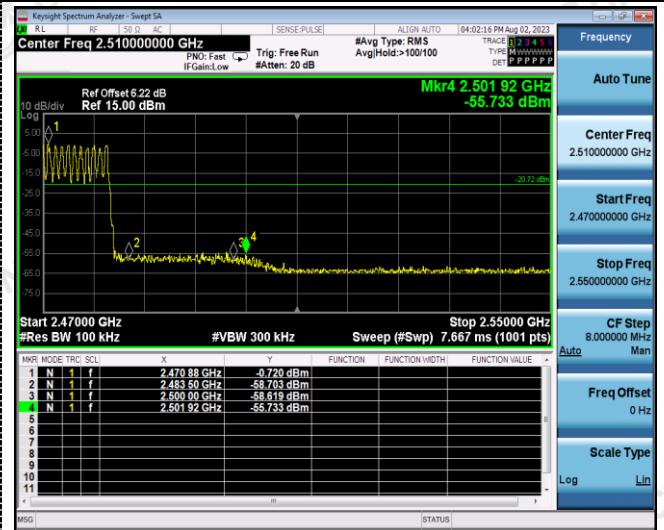 Keysight Spectrum Analyzer - Swept SA
RL RF 50 Ω AC SENSE:PULSE ALIGN AUTO 04:02:16 PM Aug 02, 2023
Center Freq 2.510000000 GHz
PNO: Fast
IFGain:Low
Trig: Free Run
#Atten: 20 dB
#Avg Type: RMS
Avg|Hold:>100/100
TRACE 1 2 3 4 5 6
TYPE M W W W W W
DET P P P P P P
Ref Offset 6.22 dB
Ref 15.00 dBm
10 dB/div
Log
Mkr4 2.501 92 GHz
-55.733 dBm
5.00
-5.00
-15.0
-25.0
-35.0
-45.0
-55.0
-65.0
-75.0
1
2
3
4
-20.72 dBm
Start 2.47000 GHz
#Res BW 100 kHz
#VBW 300 kHz
Stop 2.55000 GHz
Sweep (#Swp) 7.667 ms (1001 pts)
MKR MODE TRC SCL X Y FUNCTION FUNCTION WIDTH FUNCTION VALUE
1 N 1 f 2.470 88 GHz -0.720 dBm
2 N 1 f 2.483 50 GHz -58.703 dBm
3 N 1 f 2.500 00 GHz -58.619 dBm
4 N 1 f 2.501 92 GHz -55.733 dBm
5
6
7
8
9
10
11
MSG STATUS
Frequency
Auto Tune
Center Freq
2.510000000 GHz
Start Freq
2.470000000 GHz
Stop Freq
2.550000000 GHz
CF Step
8.000000 MHz
Auto Man
Freq Offset
0 Hz
Scale Type
Log Lin